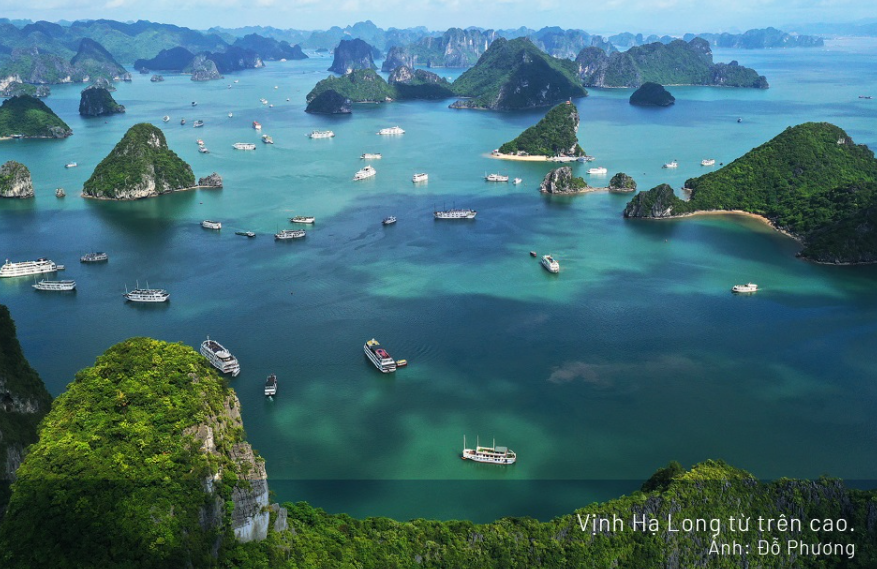 Vịnh Hạ Long từ trên cao.
Ảnh: Đỗ Phương